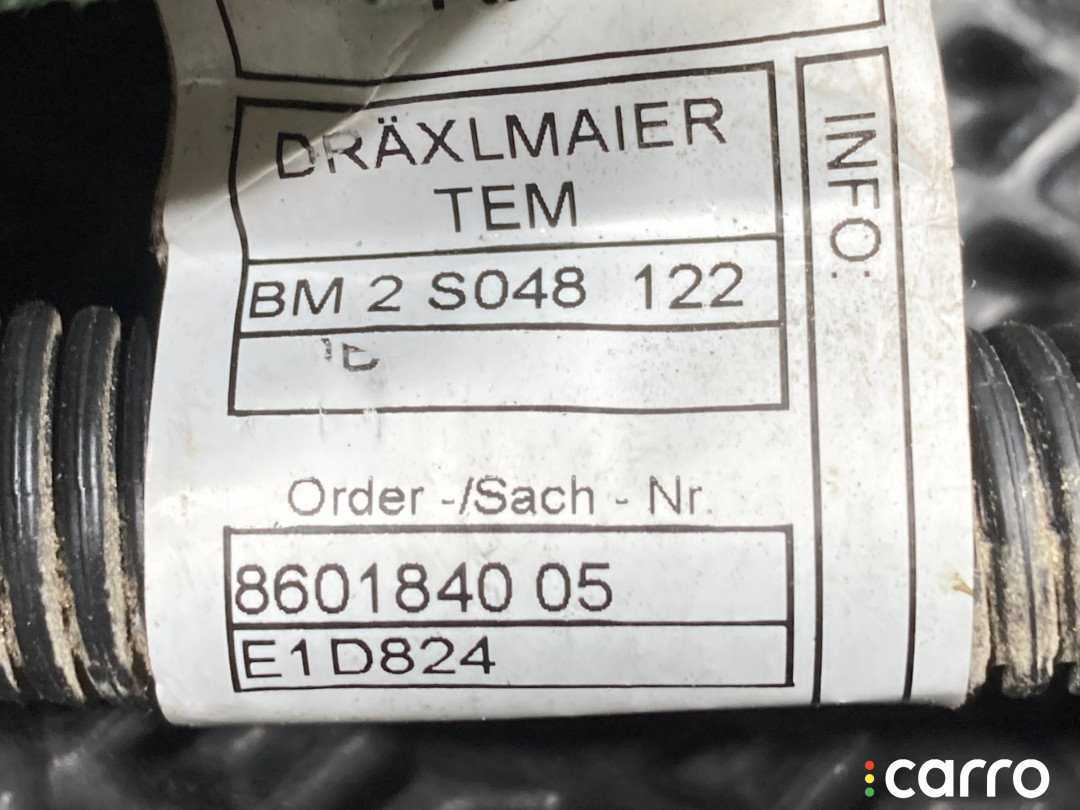 DRÄXLMAIER
TEM
BM 2 S048 122
Order -/Sach - Nr.
8601840 05
E1D824
INFO:
carro